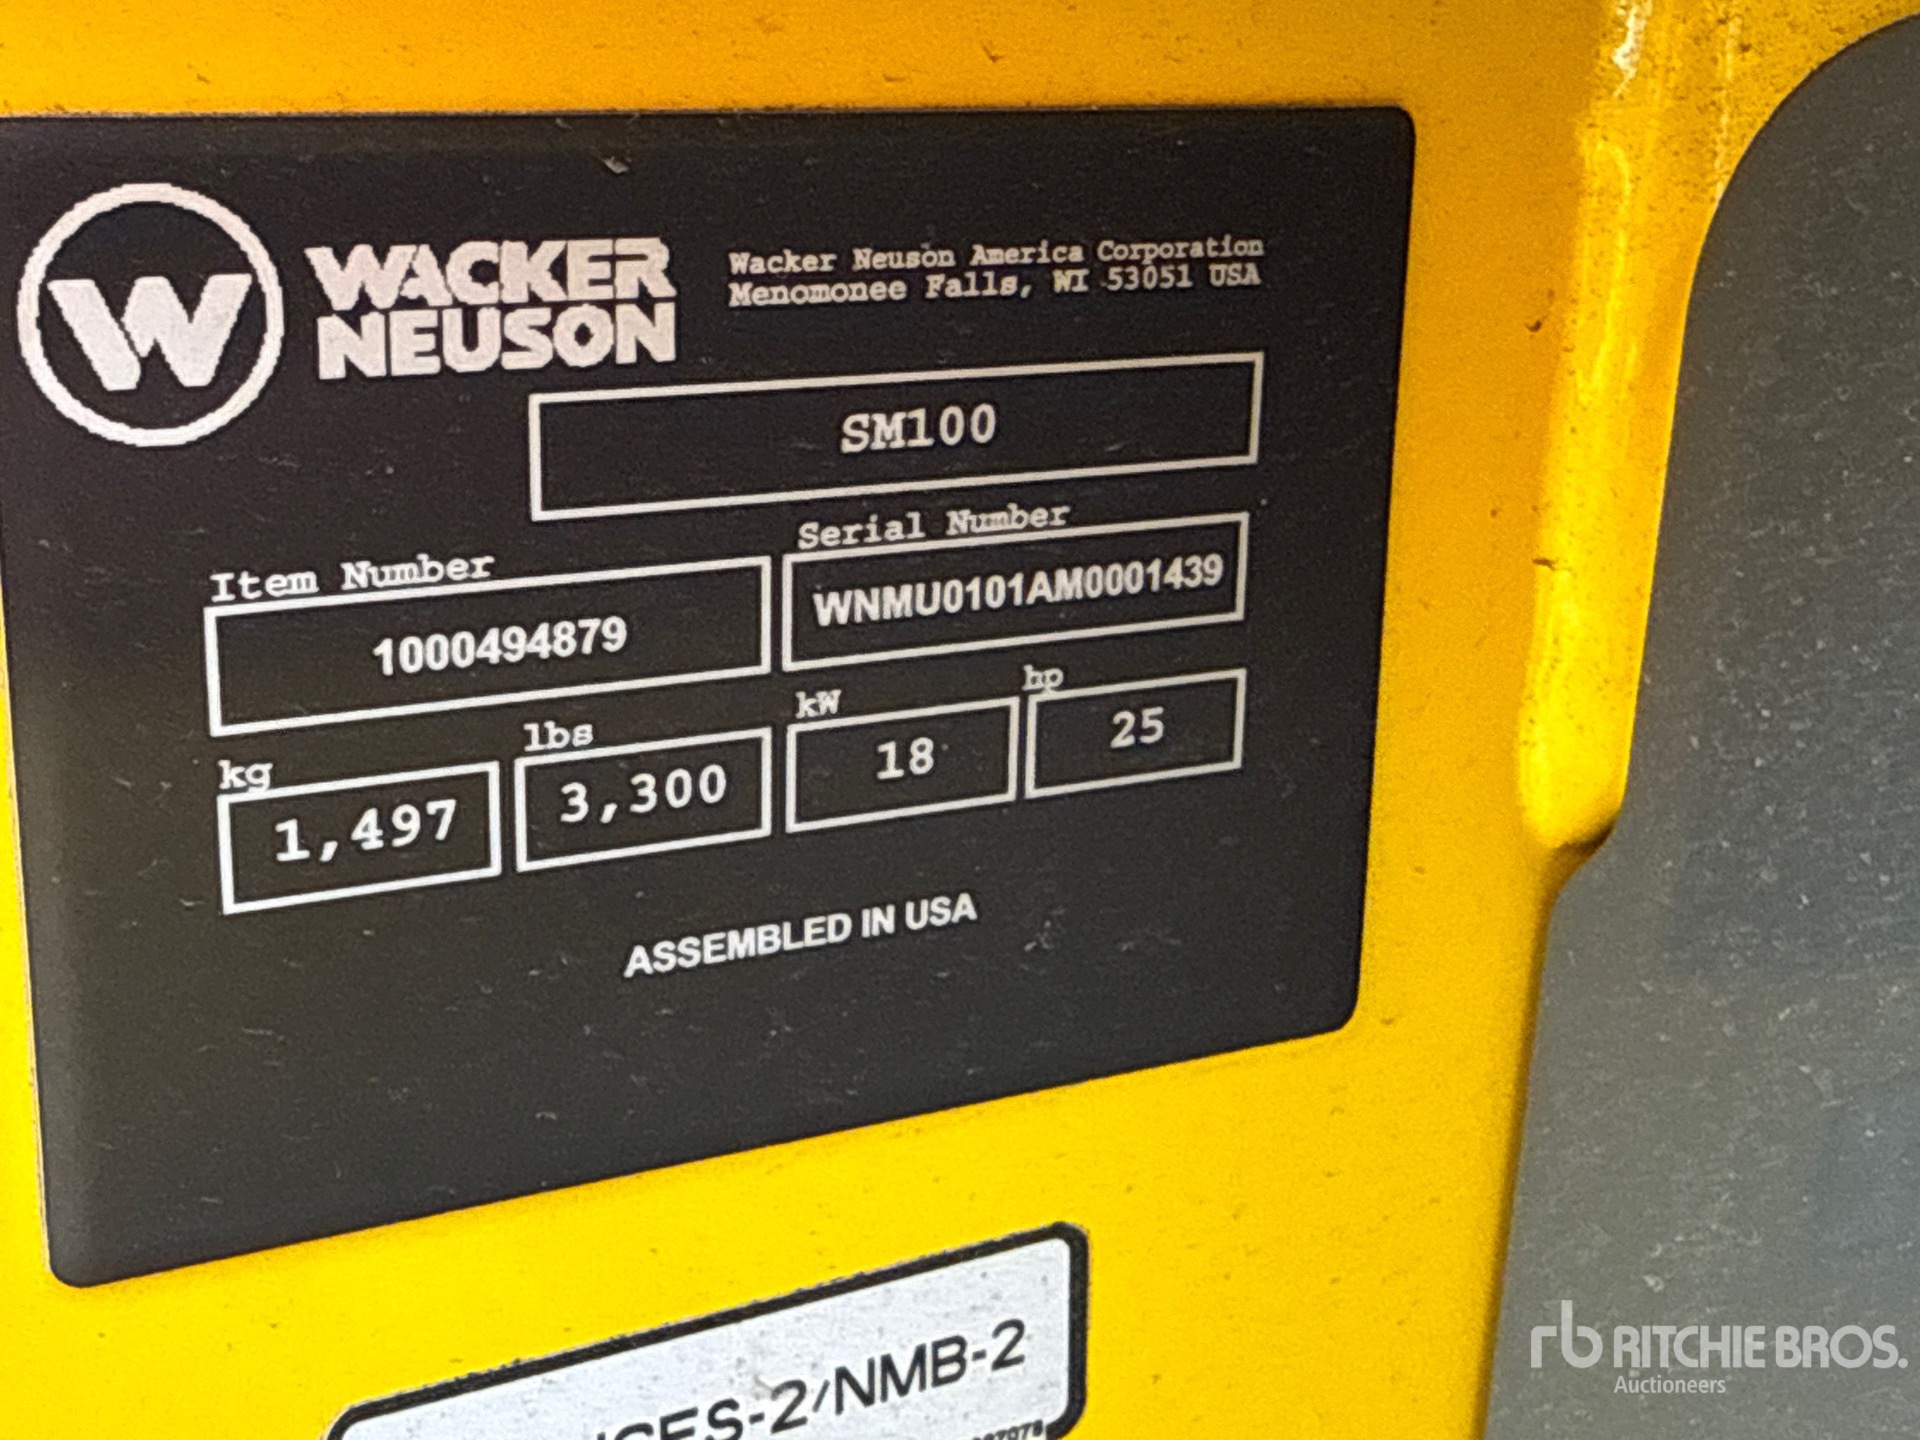 W
WACKER
NEUSON
Wacker Neuson America Corporation
Menomonee Falls, WI 53051 USA
SM100
Item Number
1000494879
Serial Number
WNMU0101AM0001439
kg
1,497
lbs
3,300
kW
18
hp
25
ASSEMBLED IN USA
-2/NMB-2
rb RITCHIE BROS.
Auctioneers